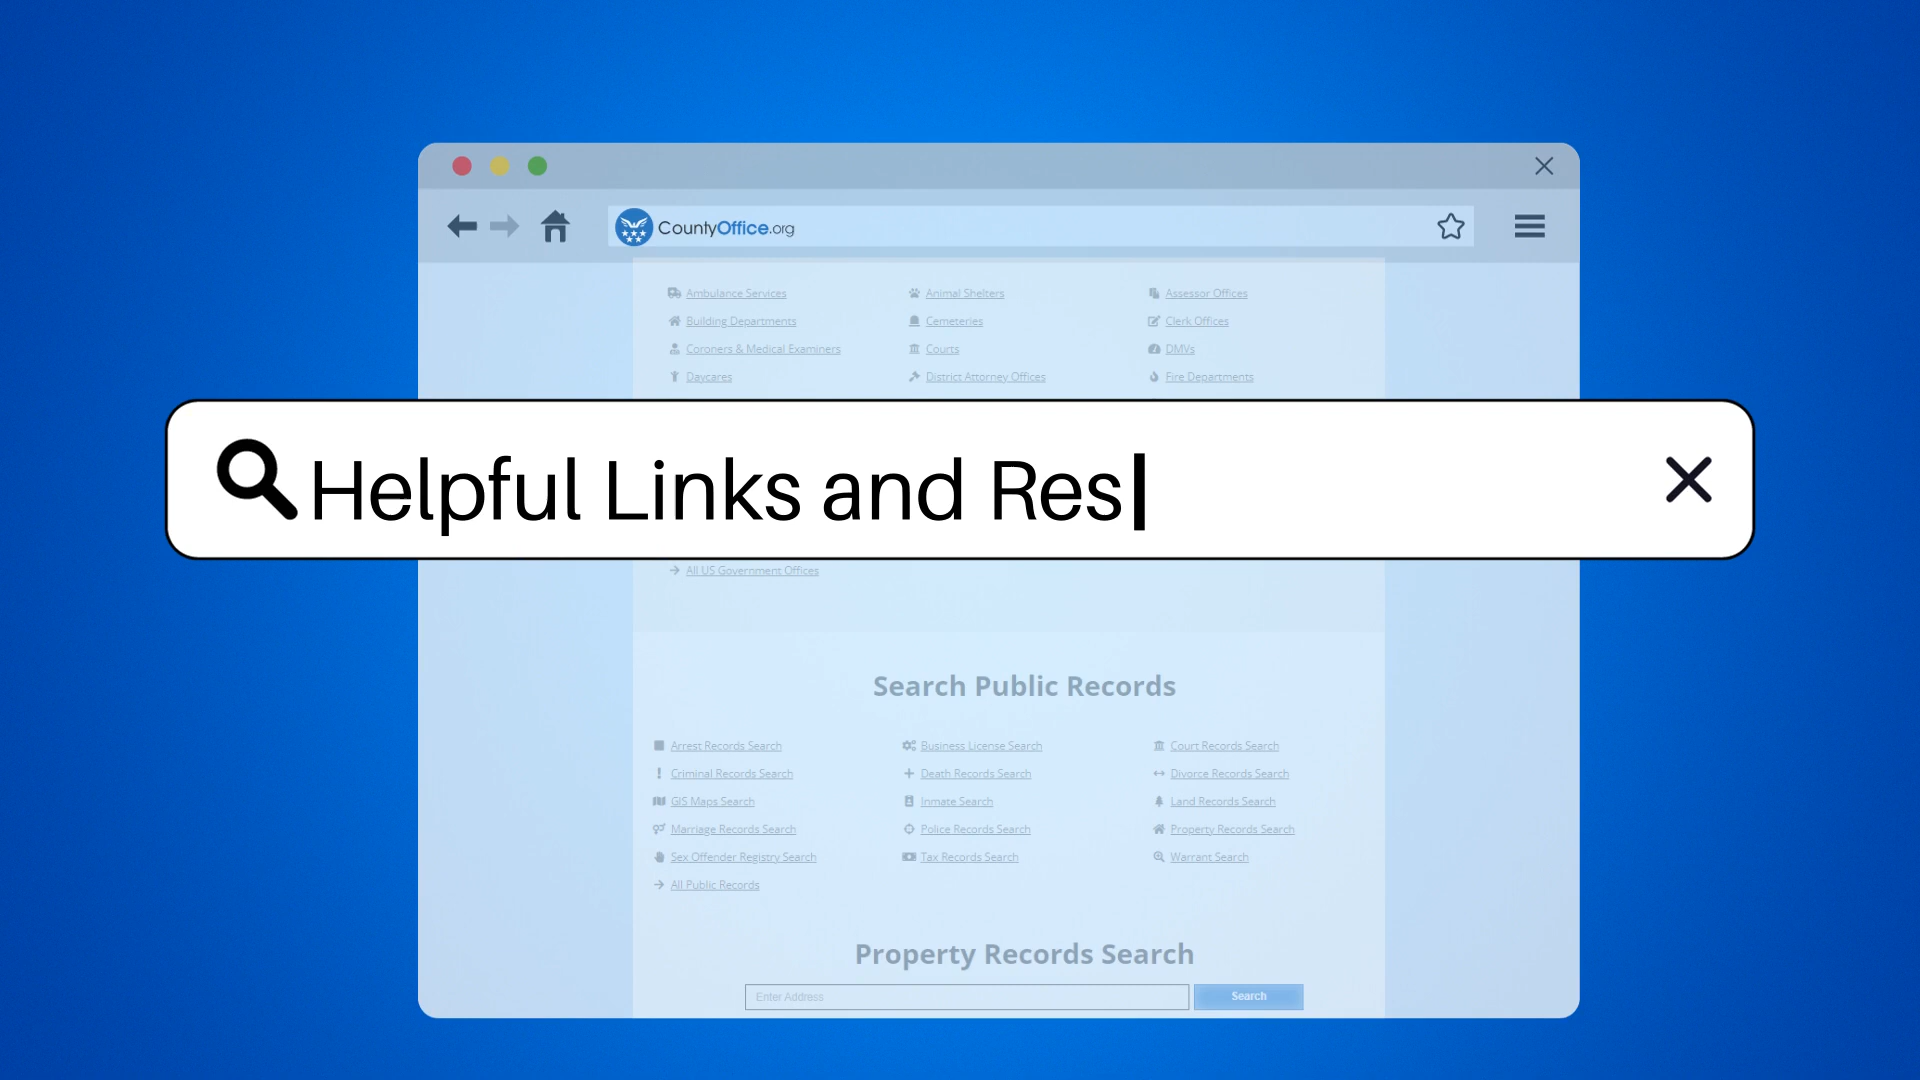 CountyOffice.org
Ambulance Services Animal Shelters Assessor Offices
Building Departments Cemeteries Clerk Offices
Coroners & Medical Examiners Courts DMVs
Daycares District Attorney Offices Fire Departments
Helpful Links and Res
All US Government Offices
Search Public Records
Arrest Records Search Business License Search Court Records Search
Criminal Records Search Death Records Search Divorce Records Search
GIS Maps Search Inmate Search Land Records Search
Marriage Records Search Police Records Search Property Records Search
Sex Offender Registry Search Tax Records Search Warrant Search
All Public Records
Property Records Search
Enter Address Search